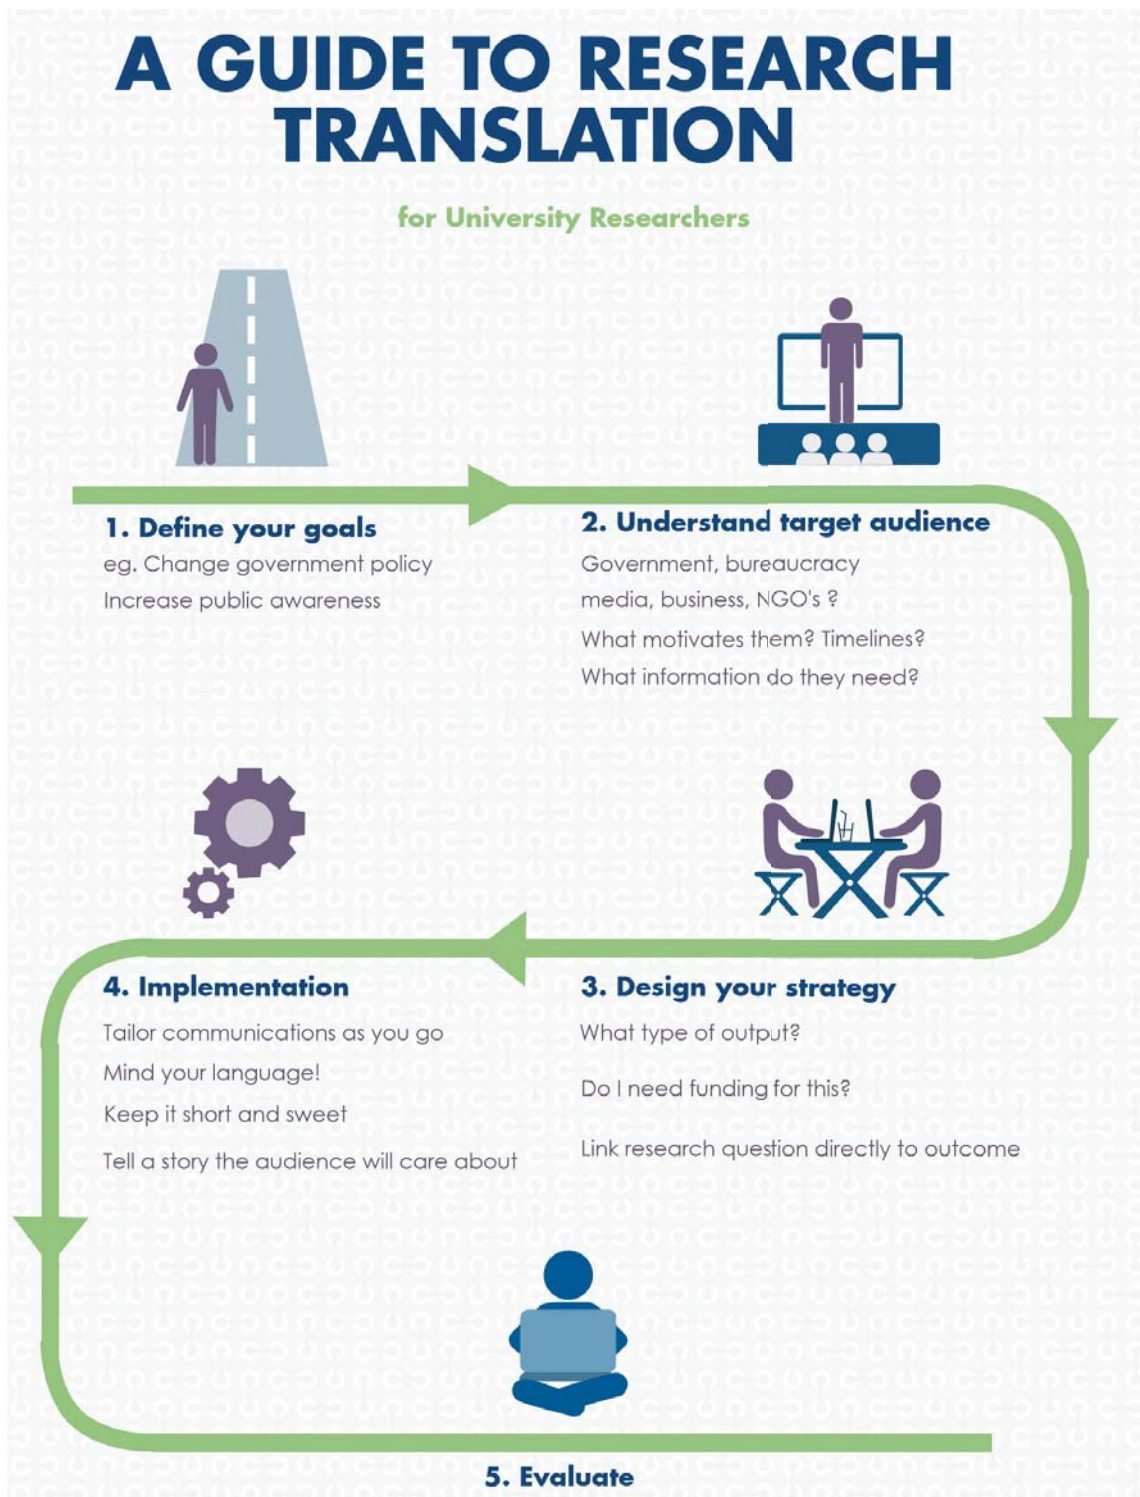 A GUIDE TO RESEARCH
TRANSLATION
for University Researchers
1. Define your goals
eg. Change government policy
Increase public awareness
2. Understand target audience
Government, bureaucracy
media, business, NGO's ?
What motivates them? Timelines?
What information do they need?
3. Design your strategy
What type of output?
Do I need funding for this?
Link research question directly to outcome
4. Implementation
Tailor communications as you go
Mind your language!
Keep it short and sweet
Tell a story the audience will care about
5. Evaluate